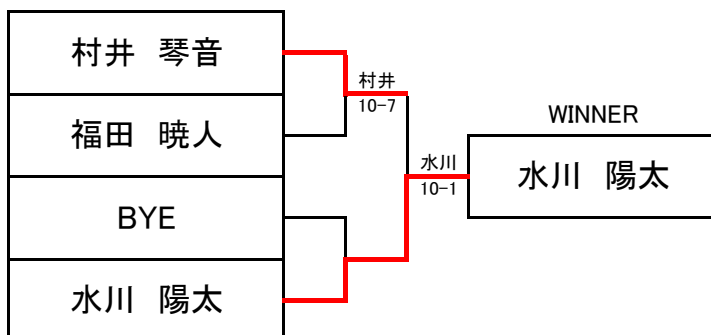 村井　琴音
福田　暁人
BYE
水川　陽太
村井
10-7
水川
10-1
WINNER
水川　陽太